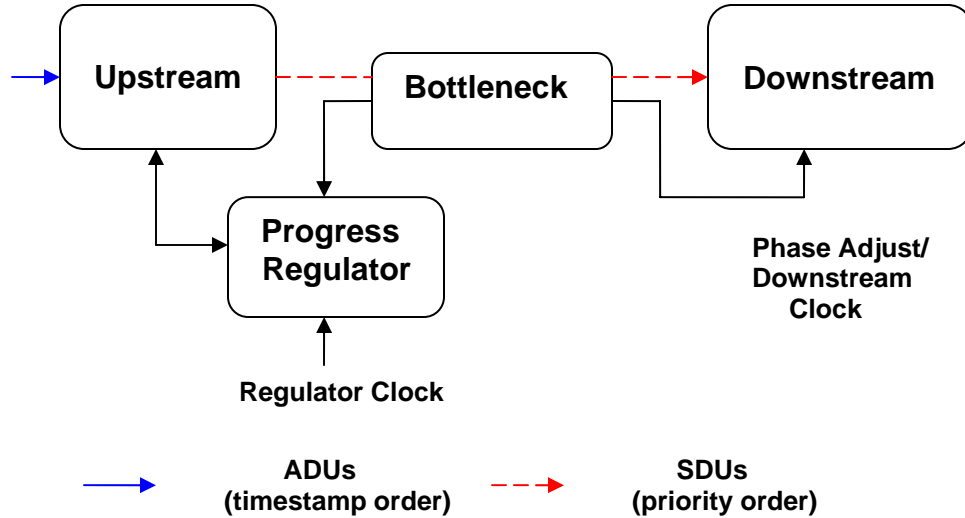 Upstream
Bottleneck
Downstream
Progress
Regulator
Phase Adjust/
Downstream
Clock
Regulator Clock
ADUs
(timestamp order)
SDUs
(priority order)